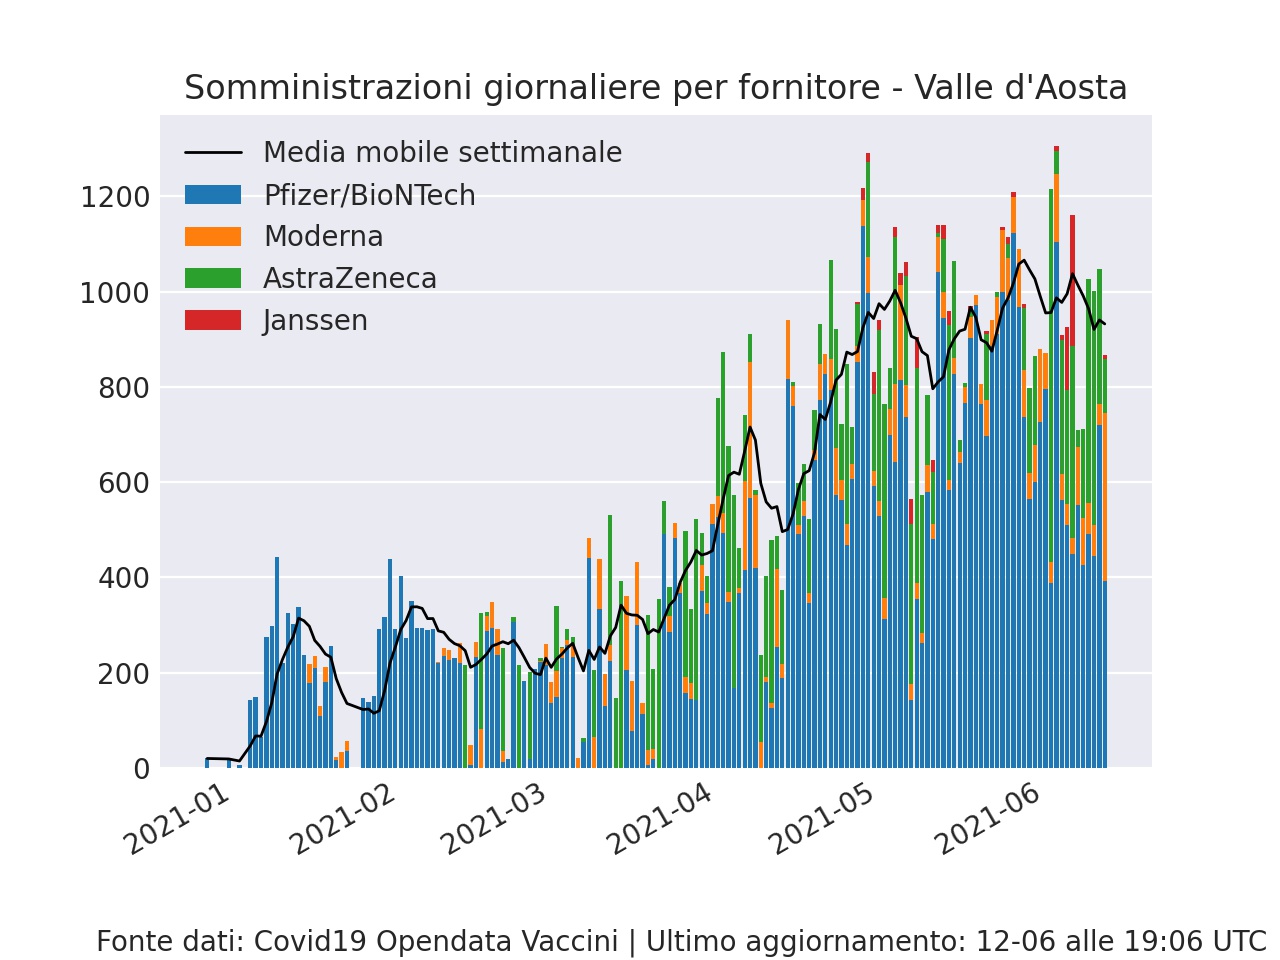 Somministrazioni giornaliere per fornitore - Valle d'Aosta
Media mobile settimanale
Pfizer/BioNTech
Moderna
AstraZeneca
Janssen
1200
1000
800
600
400
200
0
2021-01
2021-02
2021-03
2021-04
2021-05
2021-06
Fonte dati: Covid19 Opendata Vaccini | Ultimo aggiornamento: 12-06 alle 19:06 UTC